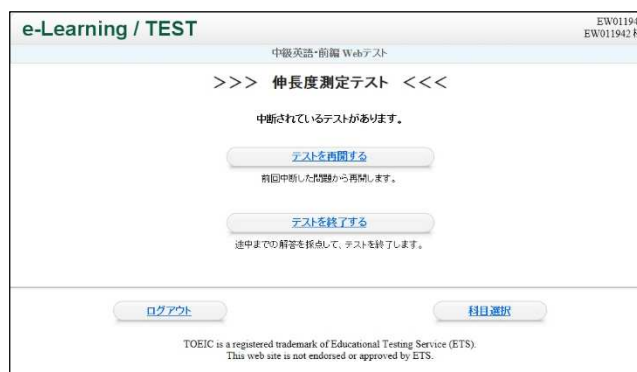 e-Learning / TEST
EW01194
EW011942
中級英語・前編 Webテスト
＞＞＞ 伸長度測定テスト ＜＜＜
中断されているテストがあります。
テストを再開する
前回中断した問題から再開します。
テストを終了する
途中までの解答を採点して、テストを終了します。
ログアウト
科目選択
TOEIC is a registered trademark of Educational Testing Service (ETS).
This web site is not endorsed or approved by ETS.